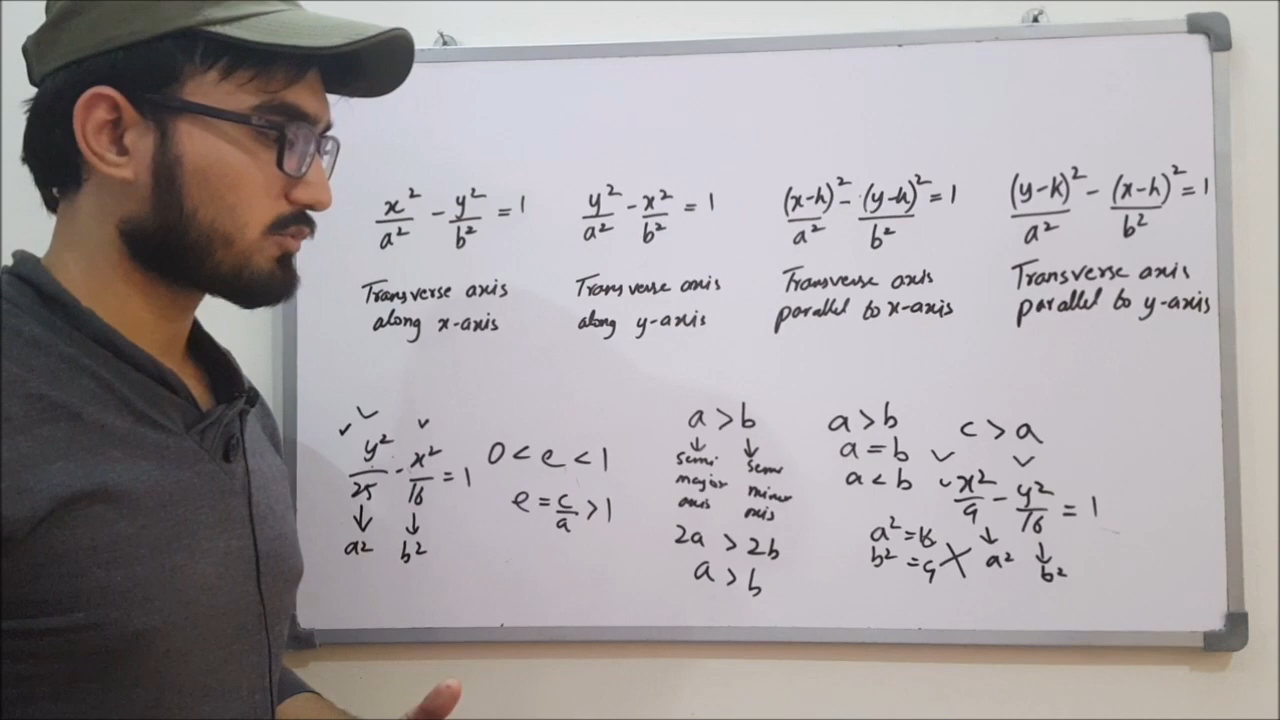 x²/a² - y²/b² = 1
Transverse axis
along x-axis
y²/a² - x²/b² = 1
Transverse axis
along y-axis
(x-h)²/a² - (y-k)²/b² = 1
Transverse axis
parallel to x-axis
(y-k)²/a² - (x-h)²/b² = 1
Transverse axis
parallel to y-axis
✓ ✓ ✓
y²/25 - x²/16 = 1
↓ ↓
a² b²
0 < e < 1
e = c/a > 1
a > b
↓ ↓
semi semi
major minor
axis axis
2a > 2b
a > b
a > b
a = b
a < b
c > a
✓ ✓
✓ x²/9 - y²/16 = 1
↓ ↓
a² b²
a² = 16
b² = 9 ✗